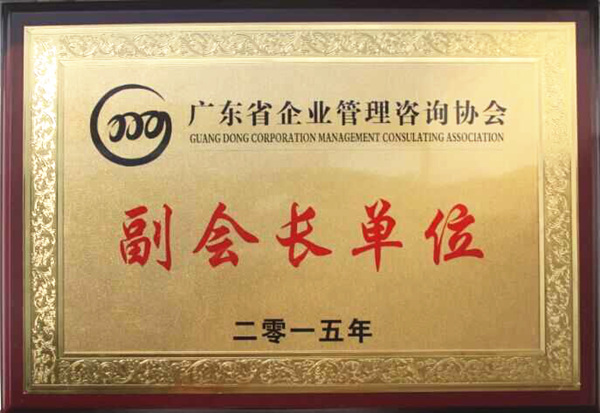 广东省企业管理咨询协会
GUANG DONG CORPORATION MANAGEMENT CONSULATING ASSOCIATION
副会长单位
二零一五年